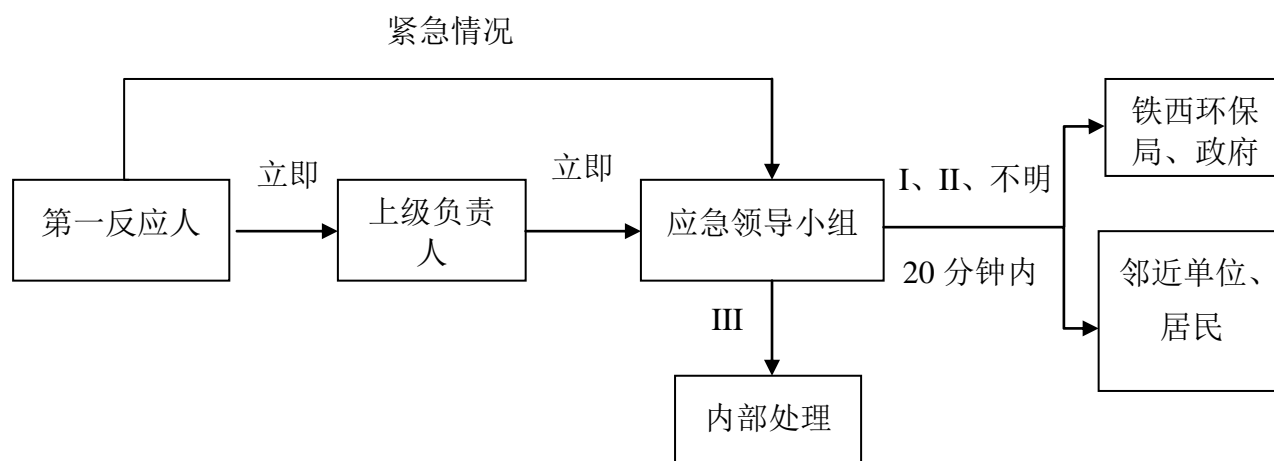 紧急情况
铁西环保
局、政府
立即
立即
I、II、不明
第一反应人
上级负责
人
应急领导小组
20 分钟内
邻近单位、
居民
III
内部处理